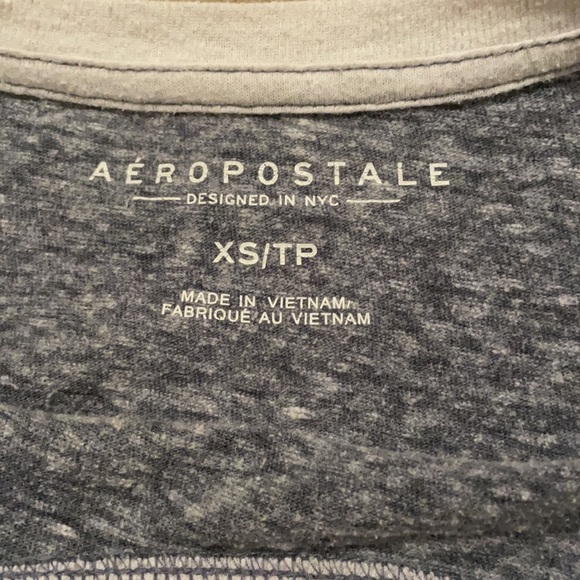 AÉROPOSTALE
DESIGNED IN NYC
XS/TP
MADE IN VIETNAM/
FABRIQUÉ AU VIETNAM